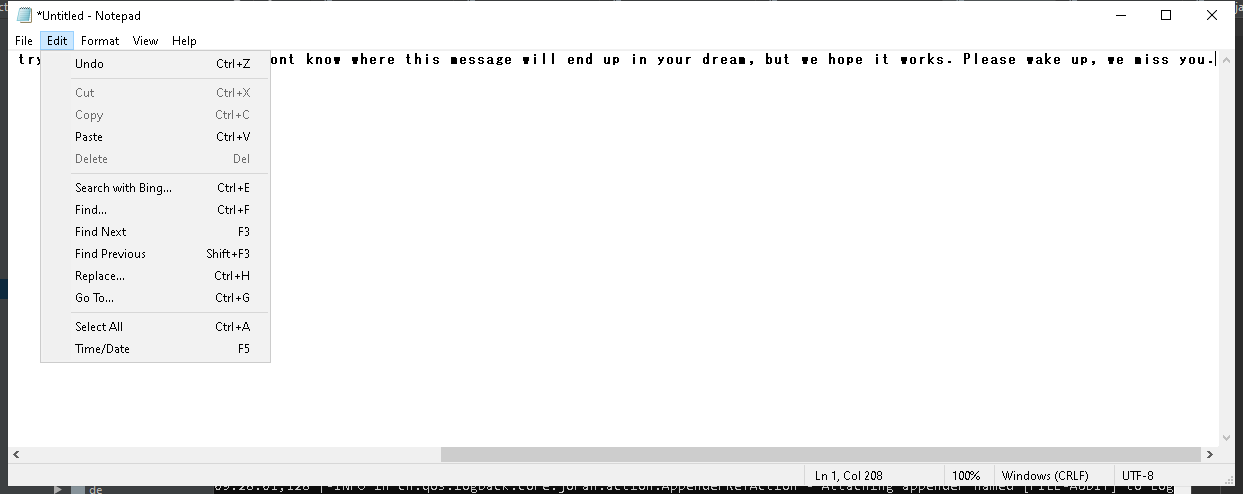 *Untitled - Notepad
File Edit Format View Help
try ont know where this message will end up in your dream, but we hope it works. Please wake up, we miss you.
Undo Ctrl+Z
Cut Ctrl+X
Copy Ctrl+C
Paste Ctrl+V
Delete Del
Search with Bing... Ctrl+E
Find... Ctrl+F
Find Next F3
Find Previous Shift+F3
Replace... Ctrl+H
Go To... Ctrl+G
Select All Ctrl+A
Time/Date F5
Ln 1, Col 208 100% Windows (CRLF) UTF-8
de 09:28:01,128 |-INFO in ch.qos.logback.core.joran.action.AppenderRefAction - Attaching appender named [FILE-AUDIT] to Log